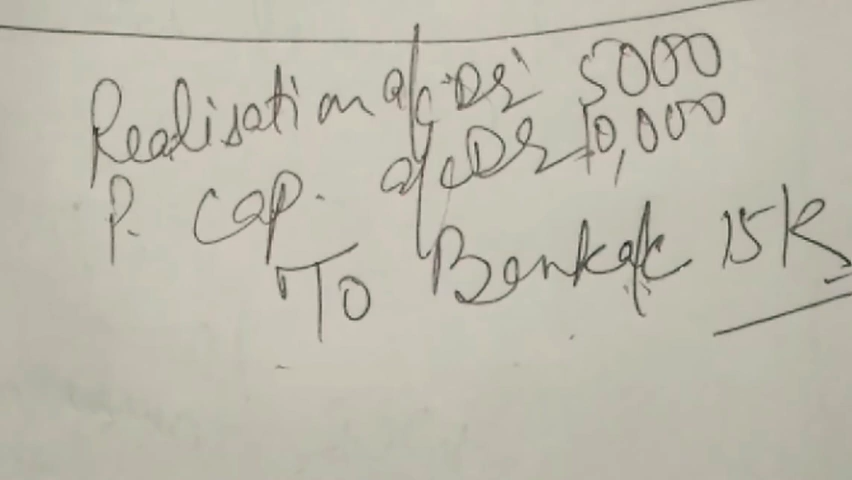 Realisation a/c Dr 5000
P. Cap. a/c Dr 10,000
To Bank a/c 15K